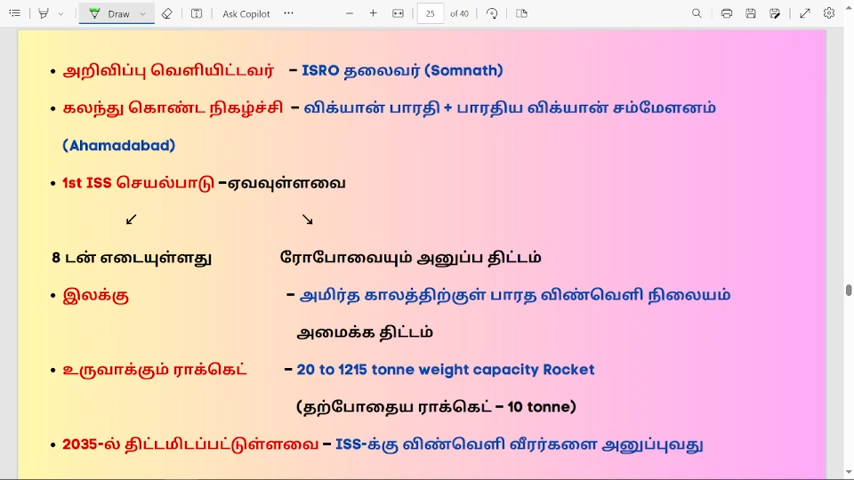 Draw
Ask Copilot
25 of 40
• அறிவிப்பு வெளியிட்டவர் – ISRO தலைவர் (Somnath)
• கலந்து கொண்ட நிகழ்ச்சி – விக்யான் பாரதி + பாரதிய விக்யான் சம்மேளனம்
(Ahamadabad)
• 1st ISS செயல்பாடு –ஏவவுள்ளவை
↙ ↘
8 டன் எடையுள்ளது ரோபோவையும் அனுப்ப திட்டம்
• இலக்கு – அமிர்த காலத்திற்குள் பாரத விண்வெளி நிலையம்
அமைக்க திட்டம்
• உருவாக்கும் ராக்கெட் – 20 to 1215 tonne weight capacity Rocket
(தற்போதைய ராக்கெட் – 10 tonne)
• 2035-ல் திட்டமிடப்பட்டுள்ளவை – ISS-க்கு விண்வெளி வீரர்களை அனுப்புவது